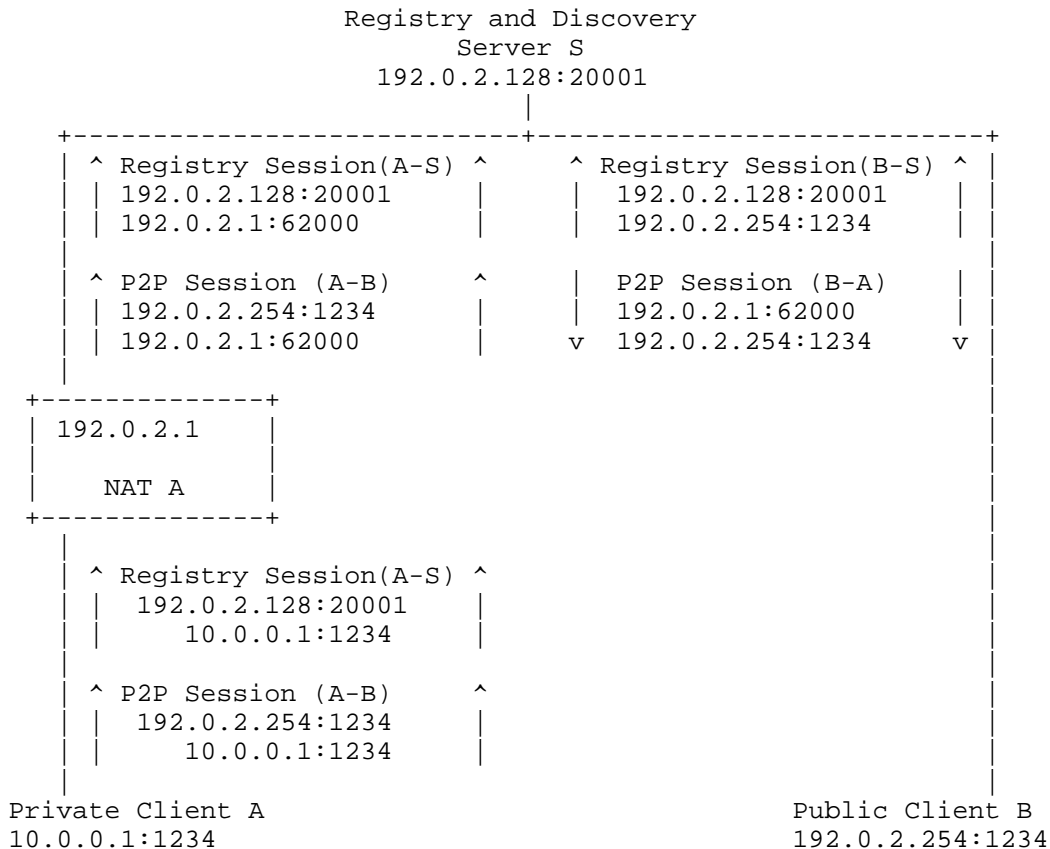 Registry and Discovery
Server S
192.0.2.128:20001
|
+----------------------------+----------------------------+
| ^ Registry Session(A-S) ^     ^ Registry Session(B-S) ^ |
| | 192.0.2.128:20001     |     |  192.0.2.128:20001    | |
| | 192.0.2.1:62000       |     |  192.0.2.254:1234     | |
|                                                         |
| ^ P2P Session (A-B)     ^     |  P2P Session (B-A)    | |
| | 192.0.2.254:1234      |     |  192.0.2.1:62000      | |
| | 192.0.2.1:62000       |     v  192.0.2.254:1234     v |
|                                                         |
+--------------+                                          |
| 192.0.2.1    |                                          |
|              |                                          |
|    NAT A     |                                          |
+--------------+                                          |
|                                                         |
| ^ Registry Session(A-S) ^                               |
| |  192.0.2.128:20001    |                               |
| |     10.0.0.1:1234     |                               |
|                                                         |
| ^ P2P Session (A-B)     ^                               |
| |  192.0.2.254:1234     |                               |
| |     10.0.0.1:1234     |                               |
|                                                         |
Private Client A                                 Public Client B
10.0.0.1:1234                                    192.0.2.254:1234